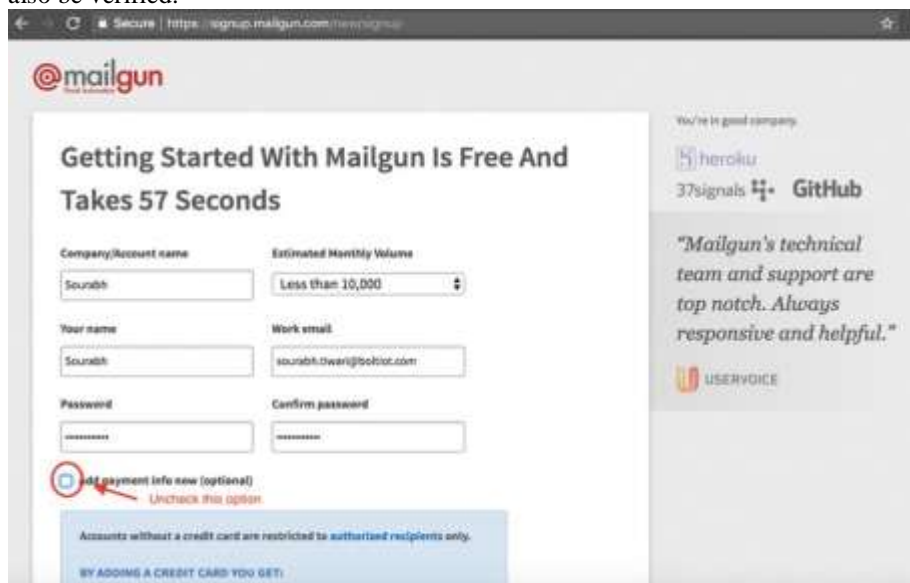 also be verified.
Secure | https://signup.mailgun.com/new/signup
@mailgun
Getting Started With Mailgun Is Free And
Takes 57 Seconds
Company/Account name
Estimated Monthly Volume
Sourabh
Less than 10,000
Your name
Work email
Sourabh
sourabh.tiwari@boltiot.com
Password
Confirm password
add payment info now (optional)
Uncheck this option
Accounts without a credit card are restricted to authorized recipients only.
BY ADDING A CREDIT CARD YOU GET:
You're in good company.
heroku
37signals GitHub
"Mailgun's technical
team and support are
top notch. Always
responsive and helpful."
USERVOICE